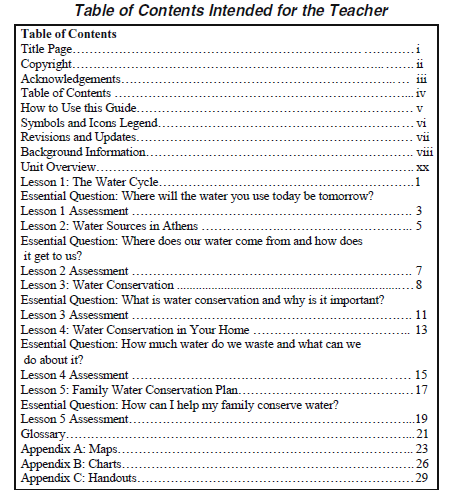 Table of Contents Intended for the Teacher
Table of Contents
Title Page……………………………………………………………. i
Copyright……………………………………………………………. ii
Acknowledgements……………………………………………………. iii
Table of Contents ……………………………………………………. iv
How to Use this Guide…………………………………………………. v
Symbols and Icons Legend………………………………………………. vi
Revisions and Updates…………………………………………………. vii
Background Information…………………………………………………. viii
Unit Overview…………………………………………………………. xx
Lesson 1: The Water Cycle………………………………………………. 1
Essential Question: Where will the water you use today be tomorrow?
Lesson 1 Assessment …………………………………………………. 3
Lesson 2: Water Sources in Athens ………………………………………. 5
Essential Question: Where does our water come from and how does
it get to us?
Lesson 2 Assessment …………………………………………………. 7
Lesson 3: Water Conservation ……………………………………………. 8
Essential Question: What is water conservation and why is it important?
Lesson 3 Assessment …………………………………………………. 11
Lesson 4: Water Conservation in Your Home ………………………………. 13
Essential Question: How much water do we waste and what can we
do about it?
Lesson 4 Assessment …………………………………………………. 15
Lesson 5: Family Water Conservation Plan…………………………………. 17
Essential Question: How can I help my family conserve water?
Lesson 5 Assessment…………………………………………………. 19
Glossary……………………………………………………………. 21
Appendix A: Maps……………………………………………………. 23
Appendix B: Charts……………………………………………………. 26
Appendix C: Handouts…………………………………………………. 29